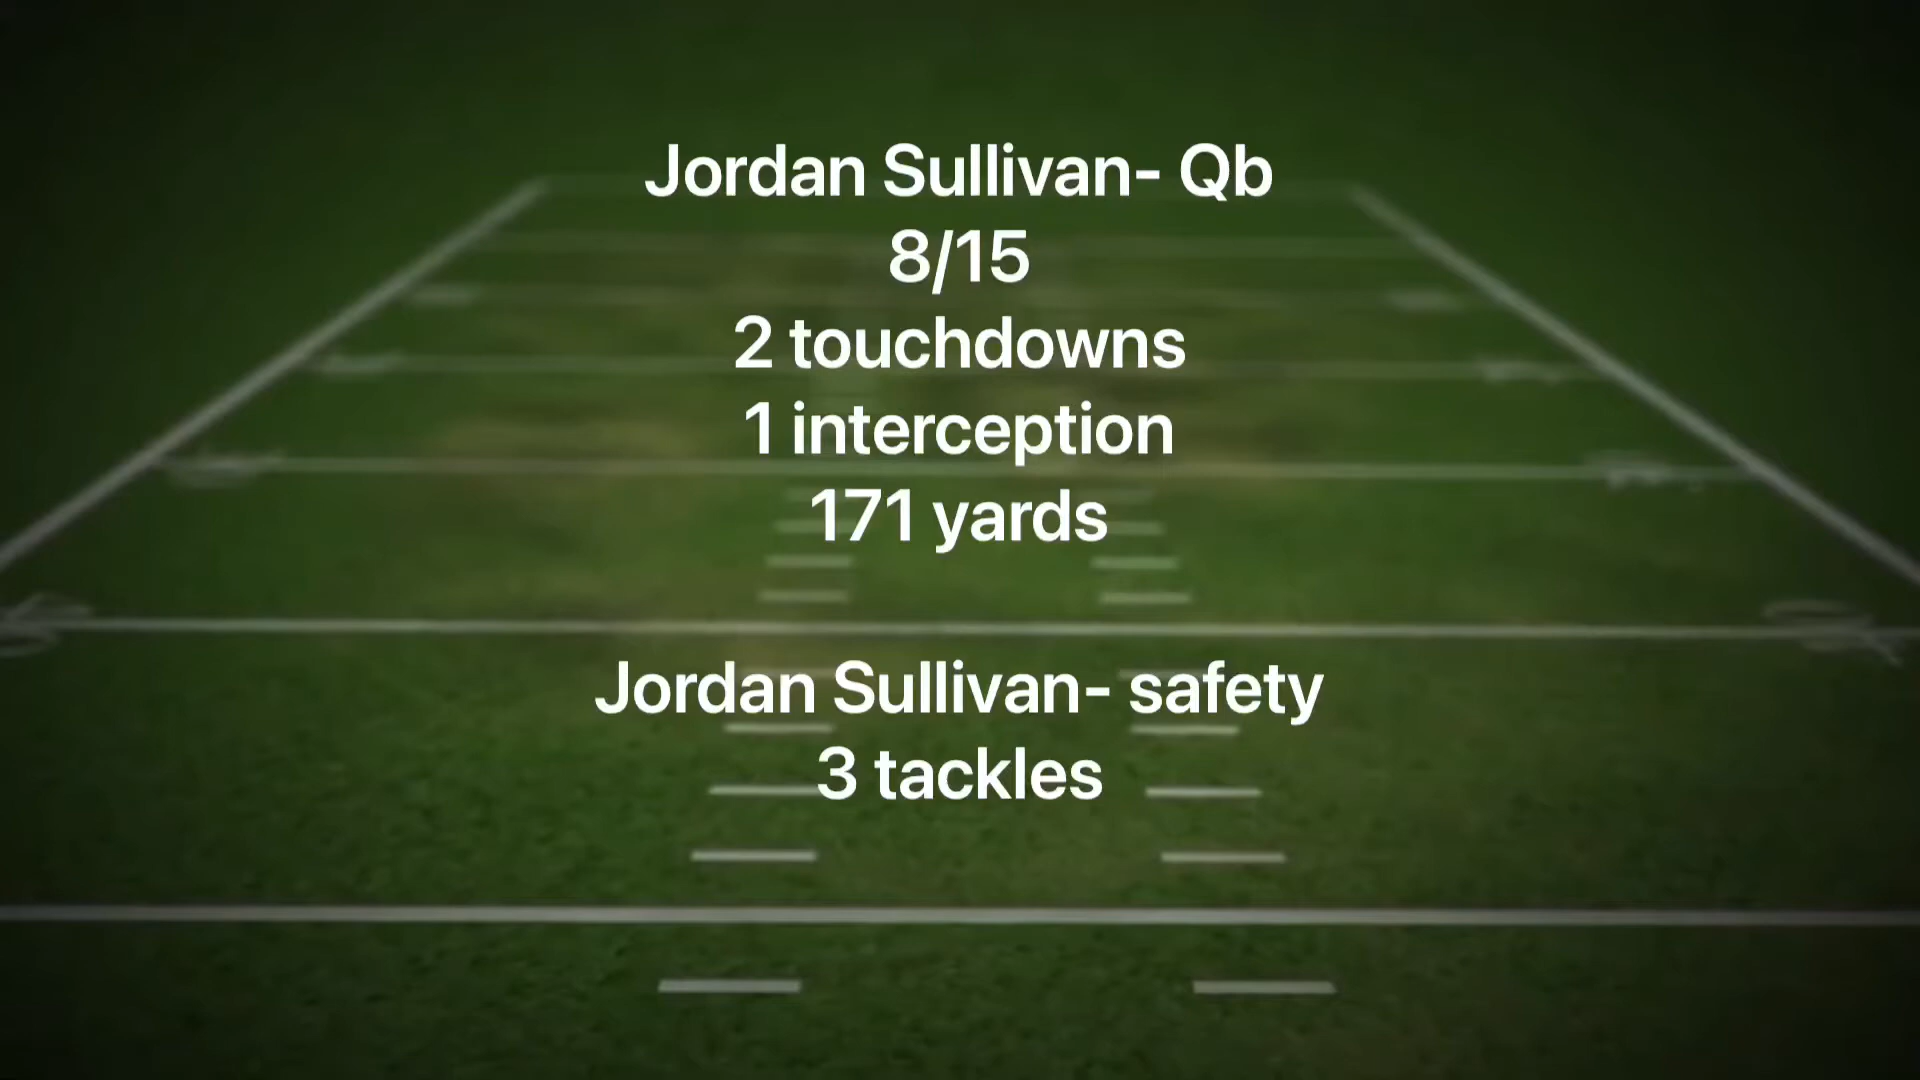 Jordan Sullivan- Qb
8/15
2 touchdowns
1 interception
171 yards
Jordan Sullivan- safety
3 tackles